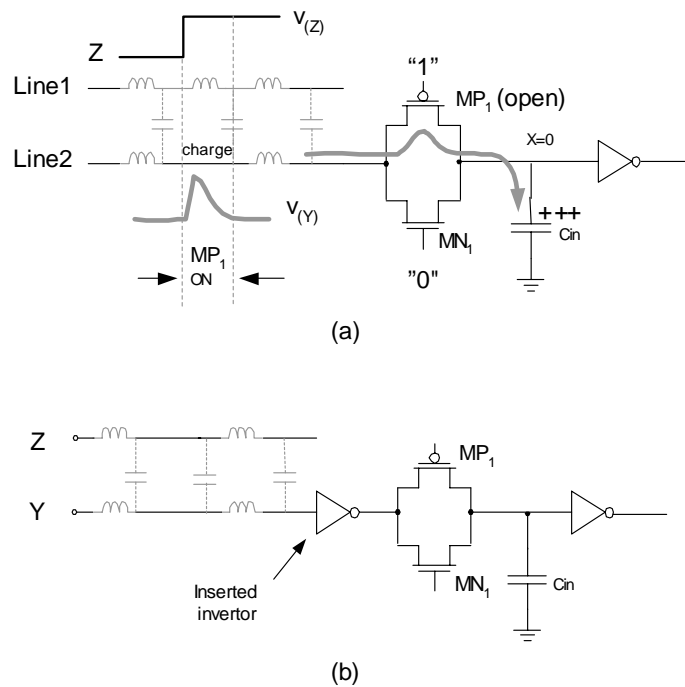 V(Z)
Z
Line1
"1"
MP1 (open)
X=0
charge
Line2
V(Y)
+++
Cin
MP1
ON
MN1
"0"
(a)
Z
MP1
Y
Inserted
invertor
MN1
Cin
(b)